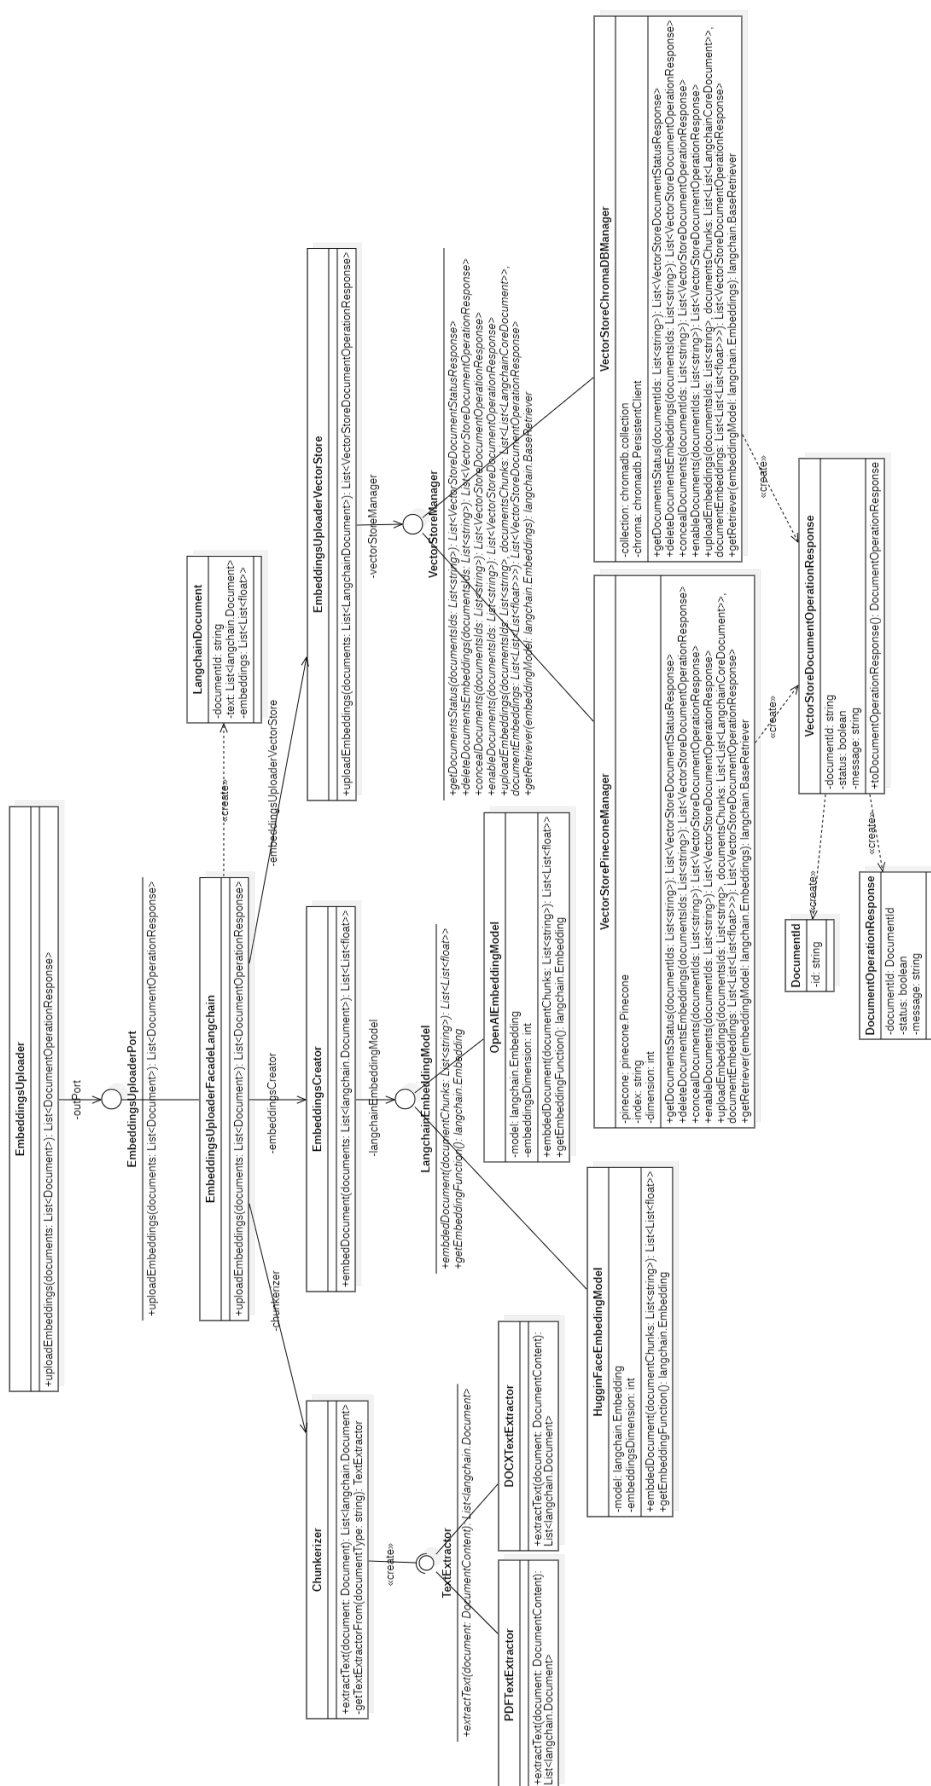 EmbeddingsUploader
+uploadEmbeddings(documents: List<Document>): List<DocumentOperationResponse>
-outPort
EmbeddingsUploaderPort
+uploadEmbeddings(documents: List<Document>): List<DocumentOperationResponse>
EmbeddingsUploaderFacadeLangchain
+uploadEmbeddings(documents: List<Document>): List<DocumentOperationResponse>
«create»
LangchainDocument
-documentId: string
-text: List<langchain.Document>
-embeddings: List<List<float>>
-chunkerizer
-embeddingsCreator
-embeddingsUploaderVectorStore
Chunkerizer
+extractText(document: Document): List<langchain.Document>
-getTextExtractorFrom(documentType: string): TextExtractor
«create»
TextExtractor
+extractText(document: DocumentContent): List<langchain.Document>
PDFTextExtractor
+extractText(document: DocumentContent):
List<langchain.Document>
DOCXTextExtractor
+extractText(document: DocumentContent):
List<langchain.Document>
EmbeddingsCreator
+embedDocument(documents: List<langchain.Document>): List<List<float>>
-langchainEmbeddingModel
LangchainEmbeddingModel
+embdedDocument(documentChunks: List<string>): List<List<float>>
+getEmbeddingFunction(): langchain.Embedding
HugginFaceEmbedingModel
-model: langchain.Embedding
-embeddingsDimension: int
+embdedDocument(documentChunks: List<string>): List<List<float>>
+getEmbeddingFunction(): langchain.Embedding
OpenAIEmbeddingModel
-model: langchain.Embedding
-embeddingsDimension: int
+embdedDocument(documentChunks: List<string>): List<List<float>>
+getEmbeddingFunction(): langchain.Embedding
EmbeddingsUploaderVectorStore
+uploadEmbeddings(documents: List<LangchainDocument>): List<VectorStoreDocumentOperationResponse>
-vectorStoreManager
VectorStoreManager
+getDocumentsStatus(documentsIds: List<string>): List<VectorStoreDocumentStatusResponse>
+deleteDocumentsEmbeddings(documentsIds: List<string>): List<VectorStoreDocumentOperationResponse>
+concealDocuments(documentsIds: List<string>): List<VectorStoreDocumentOperationResponse>
+enableDocuments(documentsIds: List<string>): List<VectorStoreDocumentOperationResponse>
+uploadEmbeddings(documentsIds: List<string>, documentsChunks: List<List<LangchainCoreDocument>>,
documentEmbeddings: List<List<List<float>>>): List<VectorStoreDocumentOperationResponse>
+getRetriever(embeddingModel: langchain.Embeddings): langchain.BaseRetriever
VectorStorePineconeManager
-pinecone: pinecone.Pinecone
-index: string
-dimension: int
+getDocumentsStatus(documentIds: List<string>): List<VectorStoreDocumentStatusResponse>
+deleteDocumentsEmbeddings(documentsIds: List<string>): List<VectorStoreDocumentOperationResponse>
+concealDocuments(documentIds: List<string>): List<VectorStoreDocumentOperationResponse>
+enableDocuments(documentIds: List<string>): List<VectorStoreDocumentOperationResponse>
+uploadEmbeddings(documentsIds: List<string>, documentsChunks: List<List<LangchainCoreDocument>>,
documentEmbeddings: List<List<List<float>>>): List<VectorStoreDocumentOperationResponse>
+getRetriever(embeddingModel: langchain.Embeddings): langchain.BaseRetriever
VectorStoreChromaDBManager
-collection: chromadb.collection
-chroma: chromadb.PersistentClient
+getDocumentsStatus(documentIds: List<string>): List<VectorStoreDocumentStatusResponse>
+deleteDocumentsEmbeddings(documentsIds: List<string>): List<VectorStoreDocumentOperationResponse>
+concealDocuments(documentIds: List<string>): List<VectorStoreDocumentOperationResponse>
+enableDocuments(documentIds: List<string>): List<VectorStoreDocumentOperationResponse>
+uploadEmbeddings(documentsIds: List<string>, documentsChunks: List<List<LangchainCoreDocument>>,
documentEmbeddings: List<List<List<float>>>): List<VectorStoreDocumentOperationResponse>
+getRetriever(embeddingModel: langchain.Embeddings): langchain.BaseRetriever
«create»
«create»
VectorStoreDocumentOperationResponse
-documentId: string
-status: boolean
-message: string
+toDocumentOperationResponse(): DocumentOperationResponse
«create»
«create»
DocumentId
-id: string
DocumentOperationResponse
-documentId: DocumentId
-status: boolean
-message: string